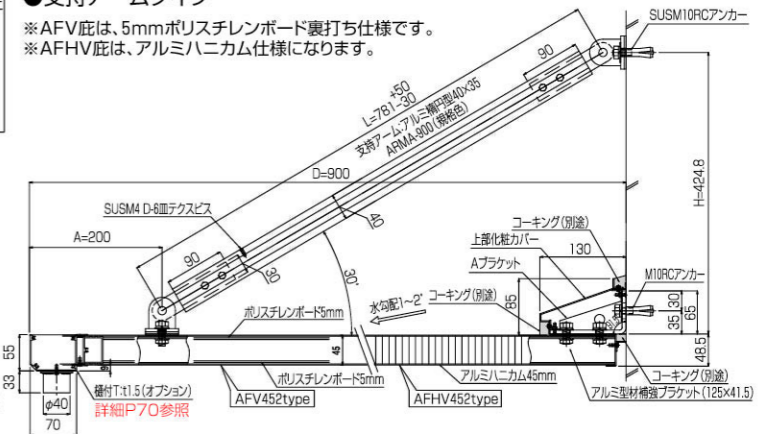 ※AFV庇は、5mmポリスチレンボード裏打ち仕様です。
※AFHV庇は、アルミハニカム仕様になります。
SUSM10RCアンカー
90
+50
L=781-30
支持アーム:アルミ楕円型40×35
ARMA-900(規格色)
D=900
H=424.8
SUSM4 D-6皿テクスビス
40
コーキング(別途)
上部化粧カバー
130
A=200
Aブラケット
90
30
M10RCアンカー
30°
水勾配1~2°
コーキング(別途)
85
35 30
65
ポリスチレンボード5mm
55
45
48.5
33
ポリスチレンボード5mm
アルミハニカム45mm
コーキング(別途)
樋付T:t1.5(オプション)
AFV452type
AFHV452type
アルミ型材補強ブラケット(125×41.5)
φ40
詳細P70参照
70